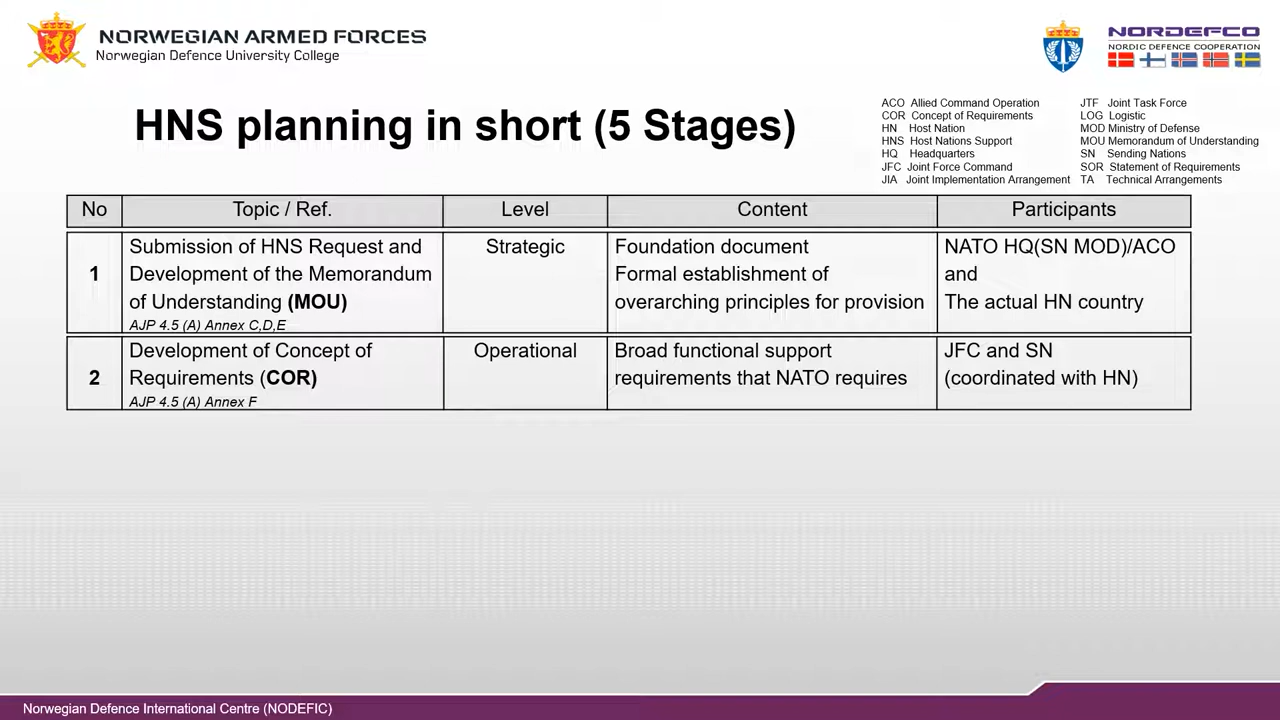 NORWEGIAN ARMED FORCES
Norwegian Defence University College
NORDEFCO
NORDIC DEFENCE COOPERATION
HNS planning in short (5 Stages)
ACO Allied Command Operation
COR Concept of Requirements
HN Host Nation
HNS Host Nations Support
HQ Headquarters
JFC Joint Force Command
JIA Joint Implementation Arrangement
JTF Joint Task Force
LOG Logistic
MOD Ministry of Defense
MOU Memorandum of Understanding
SN Sending Nations
SOR Statement of Requirements
TA Technical Arrangements
No Topic / Ref. Level Content Participants
1
Submission of HNS Request and
Development of the Memorandum
of Understanding (MOU)
AJP 4.5 (A) Annex C,D,E
Strategic
Foundation document
Formal establishment of
overarching principles for provision
NATO HQ(SN MOD)/ACO
and
The actual HN country
2
Development of Concept of
Requirements (COR)
AJP 4.5 (A) Annex F
Operational
Broad functional support
requirements that NATO requires
JFC and SN
(coordinated with HN)
Norwegian Defence International Centre (NODEFIC)